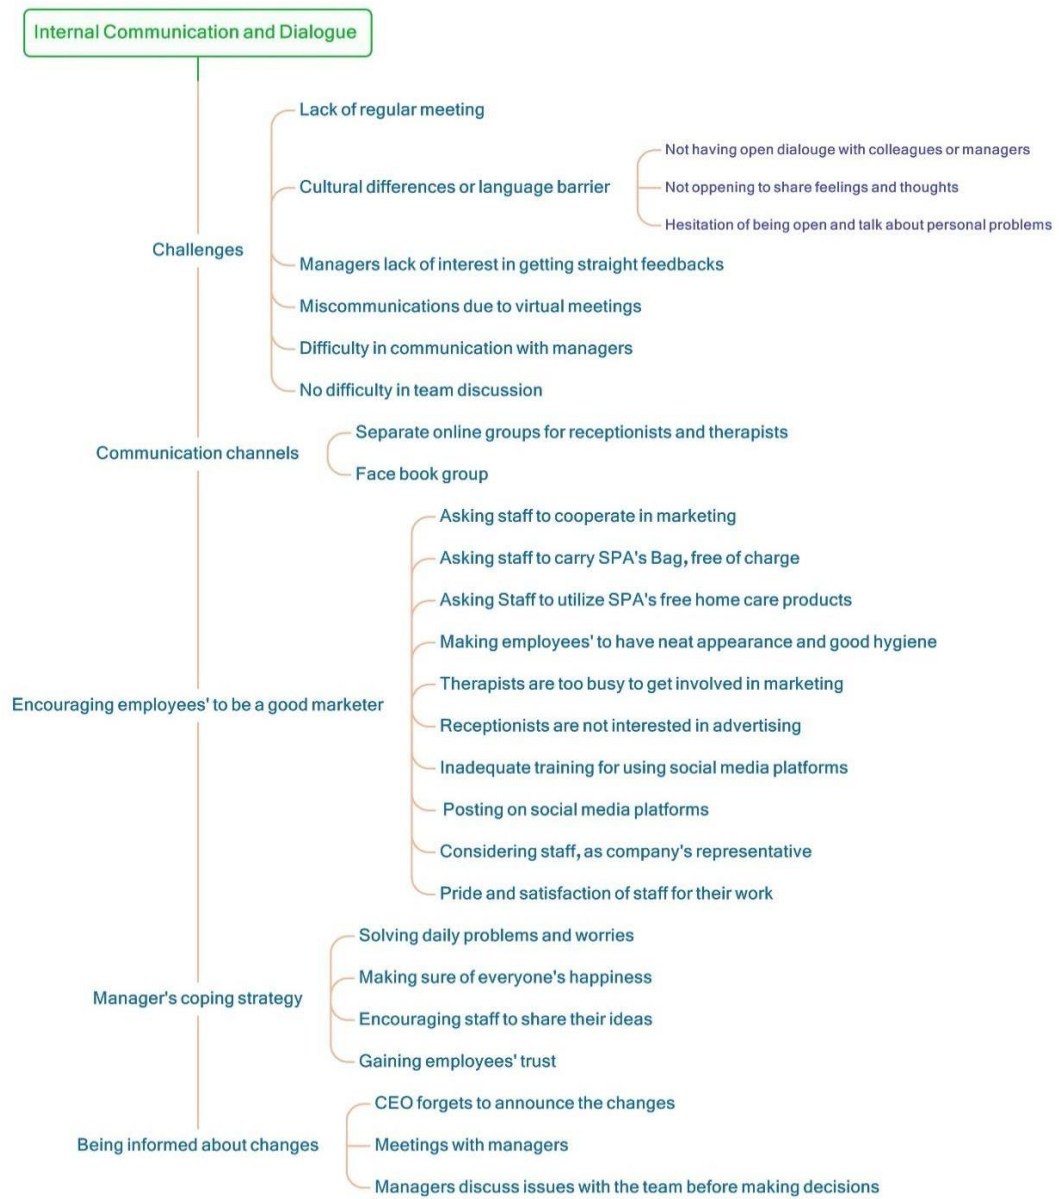 Internal Communication and Dialogue
Challenges
Lack of regular meeting
Cultural differences or language barrier
Not having open dialouge with colleagues or managers
Not oppening to share feelings and thoughts
Hesitation of being open and talk about personal problems
Managers lack of interest in getting straight feedbacks
Miscommunications due to virtual meetings
Difficulty in communication with managers
No difficulty in team discussion
Communication channels
Separate online groups for receptionists and therapists
Face book group
Encouraging employees' to be a good marketer
Asking staff to cooperate in marketing
Asking staff to carry SPA's Bag, free of charge
Asking Staff to utilize SPA's free home care products
Making employees' to have neat appearance and good hygiene
Therapists are too busy to get involved in marketing
Receptionists are not interested in advertising
Inadequate training for using social media platforms
Posting on social media platforms
Considering staff, as company's representative
Pride and satisfaction of staff for their work
Manager's coping strategy
Solving daily problems and worries
Making sure of everyone's happiness
Encouraging staff to share their ideas
Gaining employees' trust
Being informed about changes
CEO forgets to announce the changes
Meetings with managers
Managers discuss issues with the team before making decisions